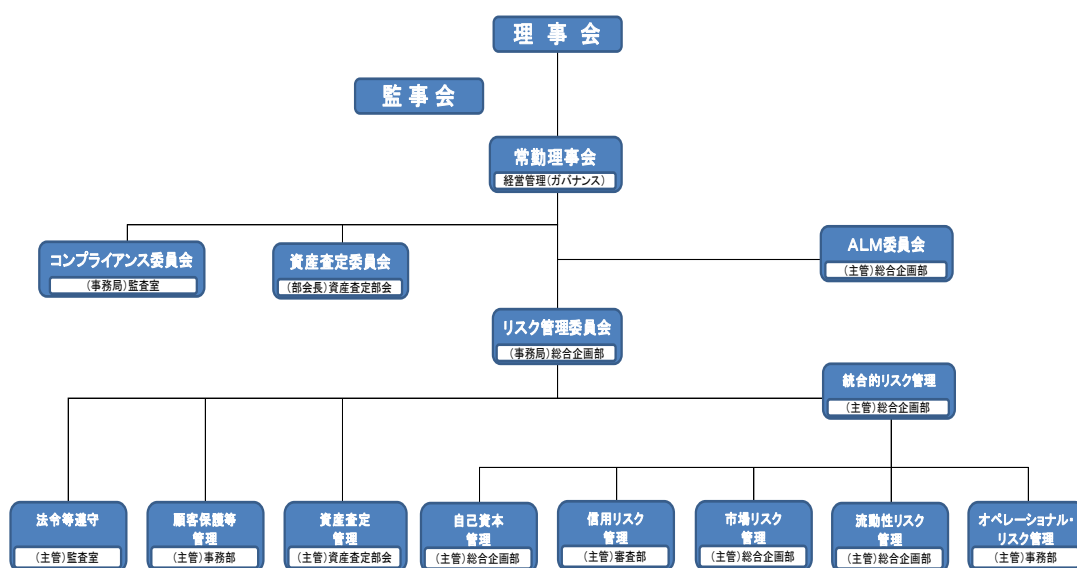 理事会
監事会
常勤理事会
経営管理(ガバナンス)
コンプライアンス委員会
(事務局)監査室
資産査定委員会
(部会長)資産査定部会
ALM委員会
(主管)総合企画部
リスク管理委員会
(事務局)総合企画部
統合的リスク管理
(主管)総合企画部
法令等遵守
(主管)監査室
顧客保護等
管理
(主管)事務部
資産査定
管理
(主管)資産査定部会
自己資本
管理
(主管)総合企画部
信用リスク
管理
(主管)審査部
市場リスク
管理
(主管)総合企画部
流動性リスク
管理
(主管)総合企画部
オペレーショナル・
リスク管理
(主管)事務部